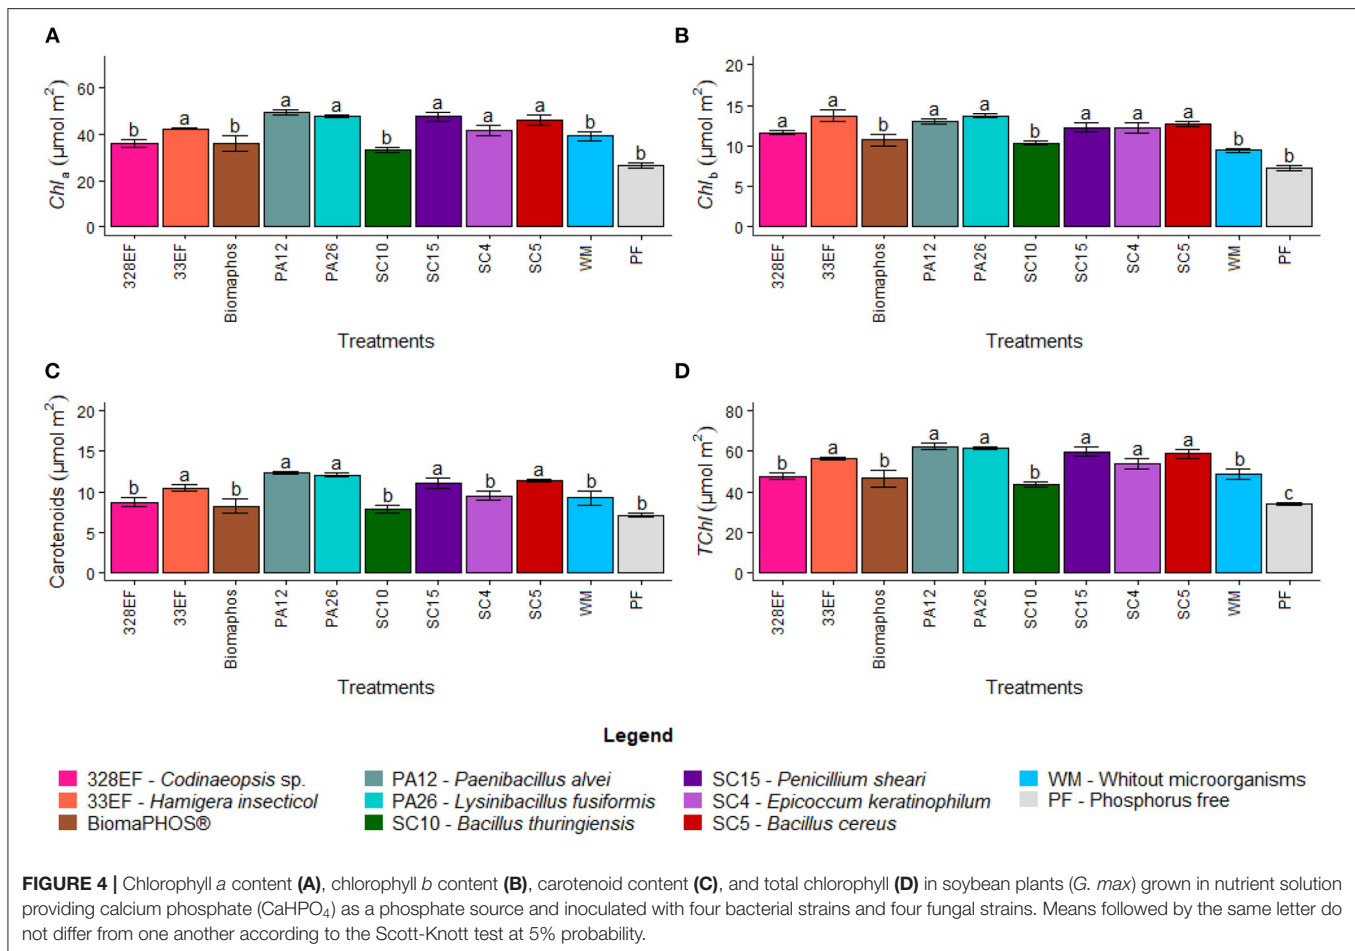 A
Chl a (µmol m²)
60
40
20
0
b a b a a b a a a b b
328EF 33EF Biomaphos PA12 PA26 SC10 SC15 SC4 SC5 WM PF
Treatments
B
Chl b (µmol m²)
20
15
10
5
0
a a b a a b a a a b b
328EF 33EF Biomaphos PA12 PA26 SC10 SC15 SC4 SC5 WM PF
Treatments
C
Carotenoids (µmol m²)
20
15
10
5
0
b a b a a b a b a b b
328EF 33EF Biomaphos PA12 PA26 SC10 SC15 SC4 SC5 WM PF
Treatments
D
TChl (µmol m²)
80
60
40
20
0
b a b a a b a a a b c
328EF 33EF Biomaphos PA12 PA26 SC10 SC15 SC4 SC5 WM PF
Treatments
Legend
328EF - Codinaeopsis sp.
33EF - Hamigera insecticol
BiomaPHOS®
PA12 - Paenibacillus alvei
PA26 - Lysinibacillus fusiformis
SC10 - Bacillus thuringiensis
SC15 - Penicillium sheari
SC4 - Epicoccum keratinophilum
SC5 - Bacillus cereus
WM - Whitout microorganisms
PF - Phosphorus free
FIGURE 4 | Chlorophyll a content (A), chlorophyll b content (B), carotenoid content (C), and total chlorophyll (D) in soybean plants (G. max) grown in nutrient solution
providing calcium phosphate (CaHPO₄) as a phosphate source and inoculated with four bacterial strains and four fungal strains. Means followed by the same letter do
not differ from one another according to the Scott-Knott test at 5% probability.